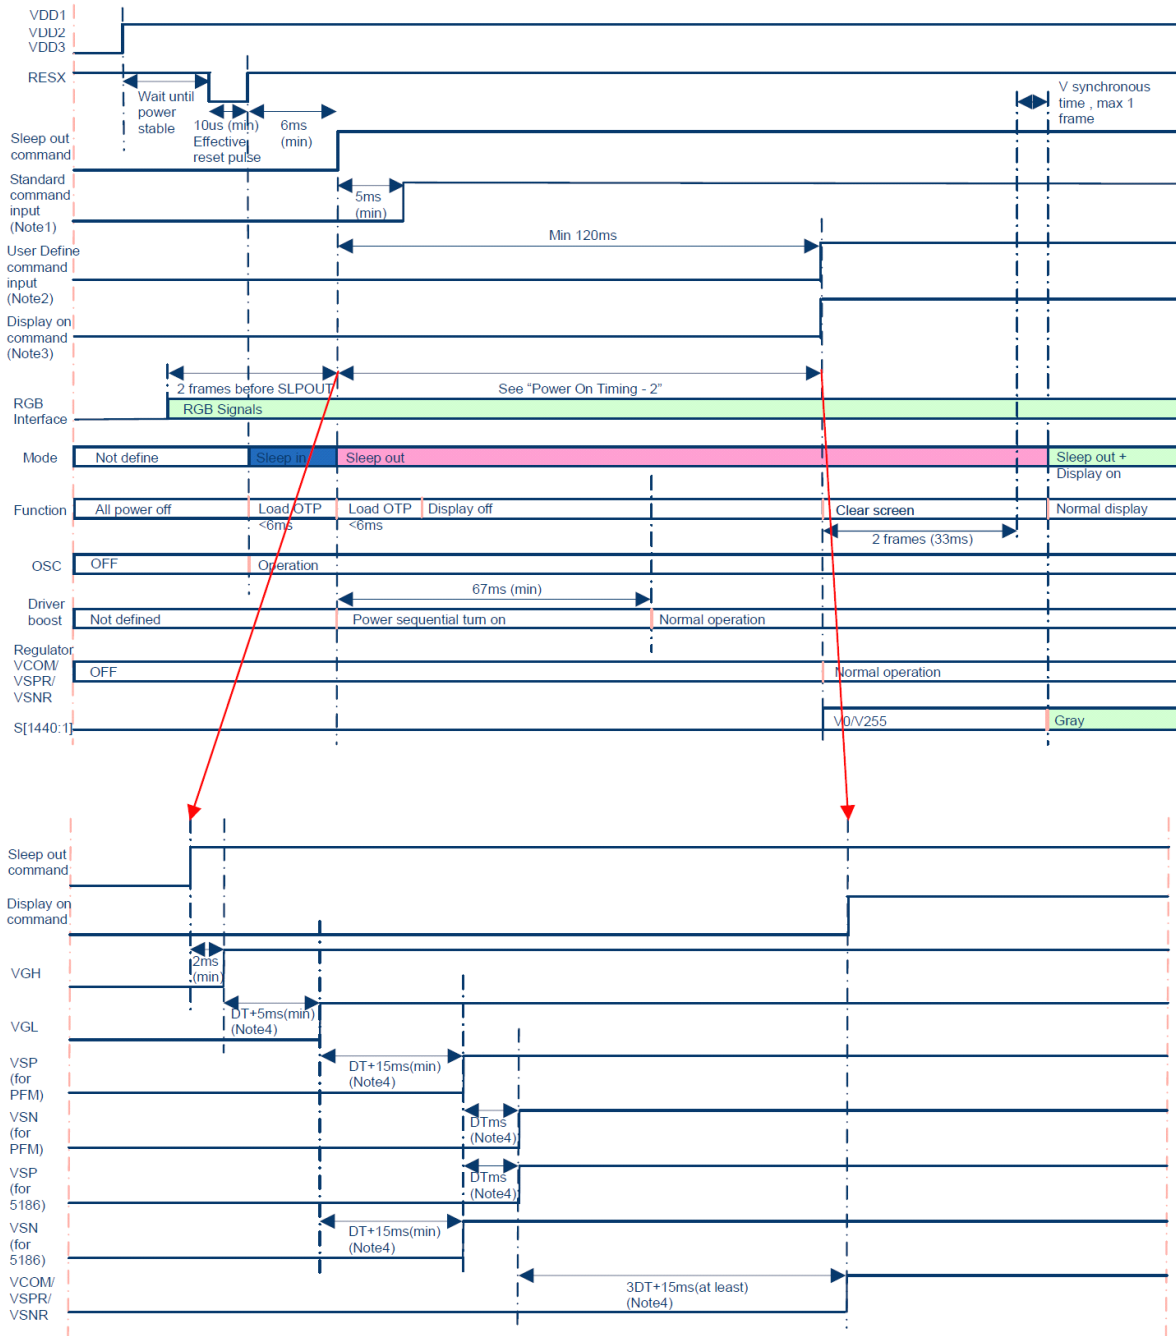 VDD1
VDD2
VDD3
RESX
Wait until
power
stable
10us (min)
Effective
reset pulse
6ms
(min)
V synchronous
time , max 1
frame
Sleep out
command
Standard
command
input
(Note1)
5ms
(min)
User Define
command
input
(Note2)
Min 120ms
Display on
command
(Note3)
2 frames before SLPOUT
See “Power On Timing - 2”
RGB
Interface
RGB Signals
Mode
Not define
Sleep in
Sleep out
Sleep out +
Display on
Function
All power off
Load OTP
<6ms
Load OTP
<6ms
Display off
Clear screen
Normal display
2 frames (33ms)
OSC
OFF
Operation
67ms (min)
Driver
boost
Not defined
Power sequential turn on
Normal operation
Regulator
VCOM/
VSPR/
VSNR
OFF
Normal operation
S[1440:1]
V0/V255
Gray
Sleep out
command
Display on
command
VGH
2ms
(min)
VGL
DT+5ms(min)
(Note4)
VSP
(for
PFM)
DT+15ms(min)
(Note4)
VSN
(for
PFM)
DTms
(Note4)
VSP
(for
5186)
DTms
(Note4)
VSN
(for
5186)
DT+15ms(min)
(Note4)
VCOM/
VSPR/
VSNR
3DT+15ms(at least)
(Note4)